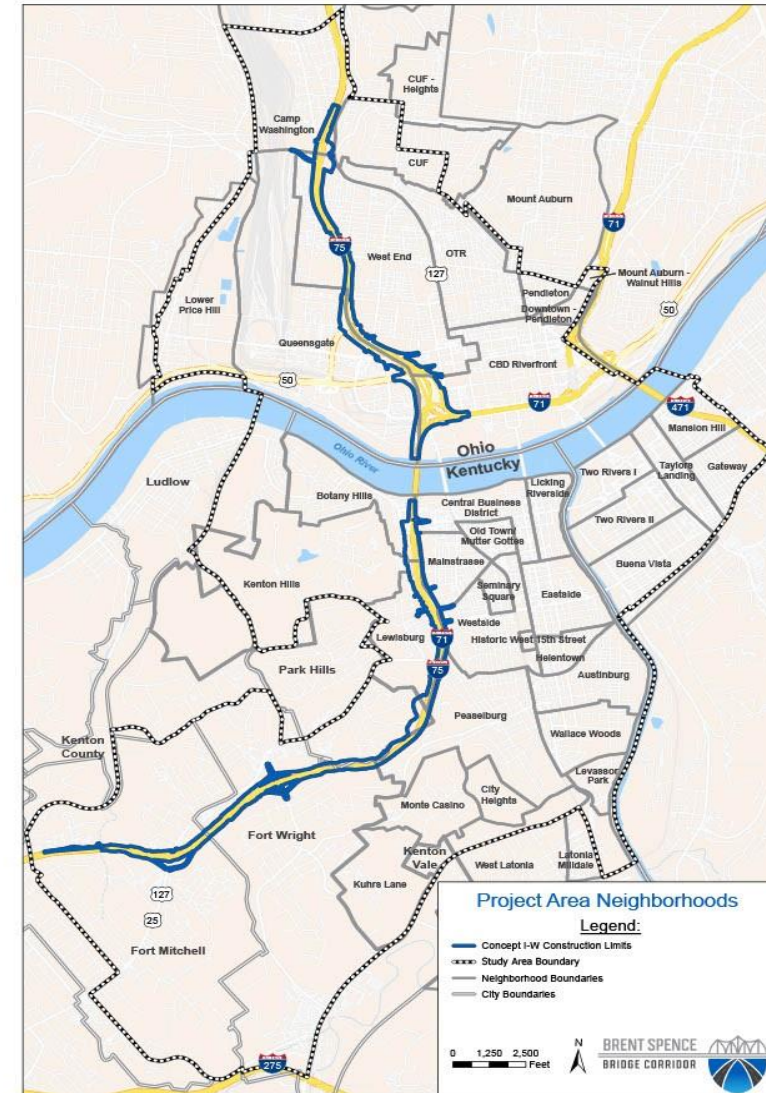 CUF -
Heights
Camp
Washington
CUF
Mount Auburn
71
75
West End
OTR
127
Mount Auburn -
Walnut Hills
Pendleton
Downtown -
Pendleton
50
Lower
Price Hill
Queensgate
CBD Riverfront
50
71
471
Mansion Hill
Ohio
Kentucky
Ohio River
Ludlow
Botany Hills
Central Business
District
Licking
Riverside
Two Rivers I
Taylors
Landing
Gateway
Old Town/
Mutter Gottes
Two Rivers II
Mainstrasse
Buena Vista
Kenton Hills
Seminary
Square
Eastside
Westside
Lewisburg
71
Historic West 15th Street
Helentown
75
Park Hills
Austinburg
Peaselburg
Kenton
County
Wallace Woods
Levassor
Park
City
Heights
Monte Casino
Fort Wright
Kenton
Vale
West Latonia
Latonia
Milldale
Kuhrs Lane
127
25
Fort Mitchell
275
Project Area Neighborhoods
Legend:
Concept I-W Construction Limits
Study Area Boundary
Neighborhood Boundaries
City Boundaries
0 1,250 2,500
Feet
N
BRENT SPENCE
BRIDGE CORRIDOR